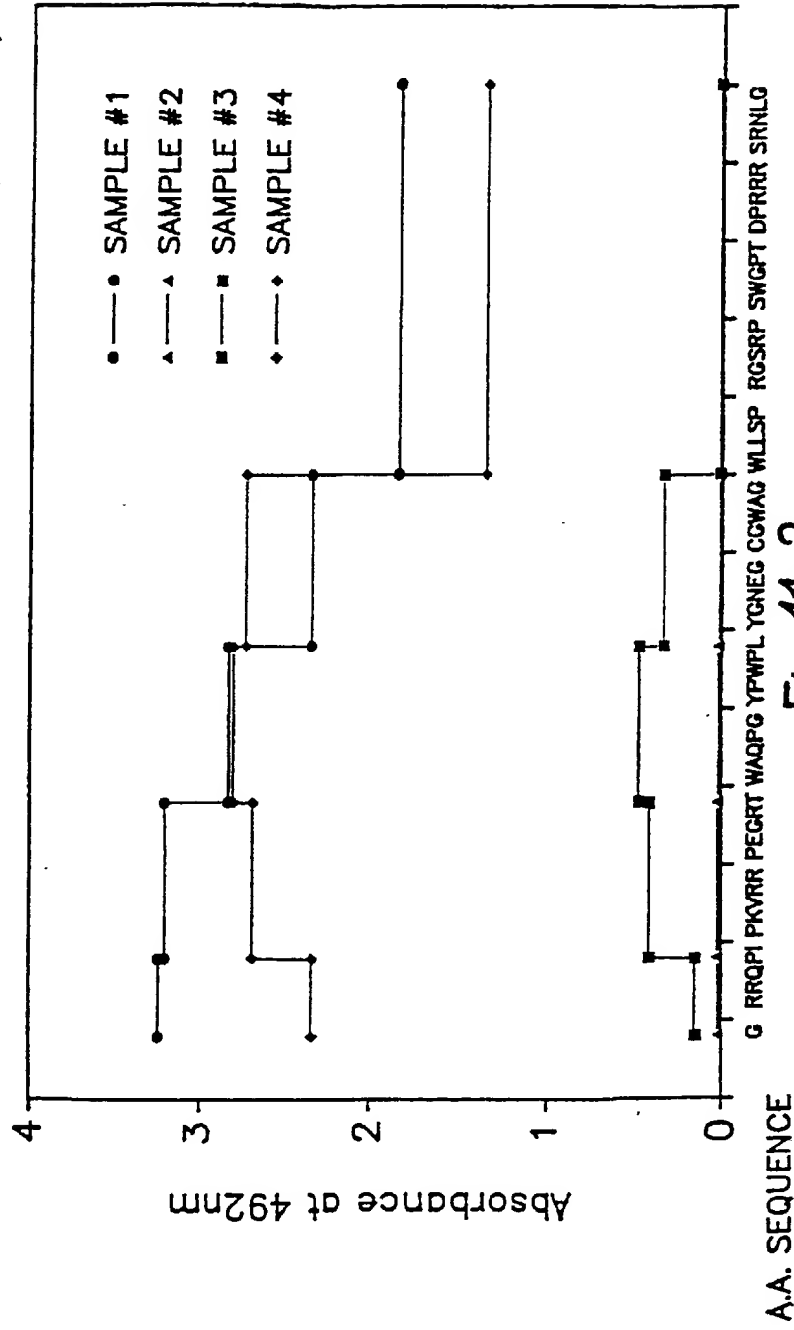 SAMPLE #1
SAMPLE #2
SAMPLE #3
SAMPLE #4
4
3
2
1
0
Absorbance at 492nm
G RRQPI PKVRR PEGRT WAQPG YPWPL YGNEG CGWAG WLLSP RGSRP SWGPT DPRRR SRNLG
A.A. SEQUENCE